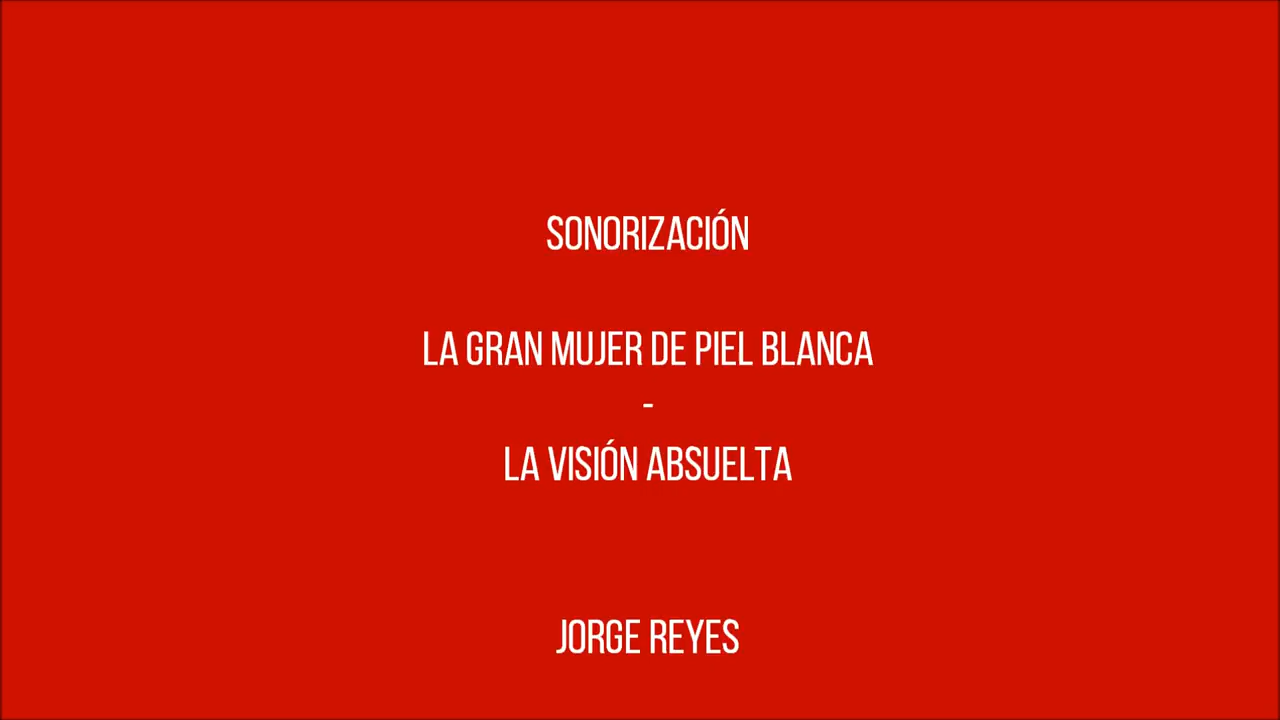 SONORIZACIÓN
LA GRAN MUJER DE PIEL BLANCA
-
LA VISIÓN ABSUELTA
JORGE REYES